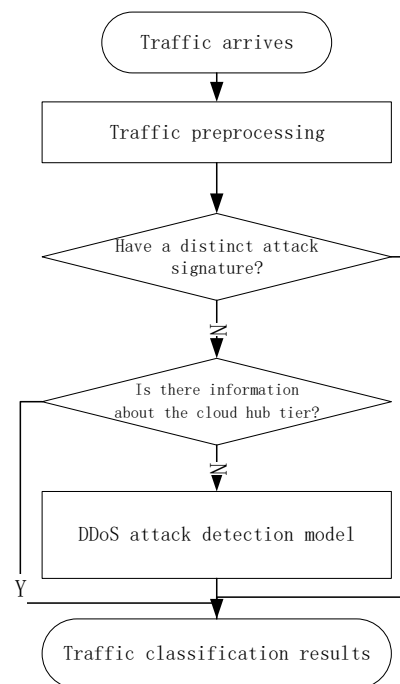 Traffic arrives
Traffic preprocessing
Have a distinct attack
signature?
N
Is there information
about the cloud hub tier?
N
DDoS attack detection model
Y
Traffic classification results